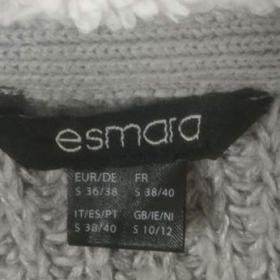 esmara
EUR/DE FR
S 36/38 S 38/40
IT/ES/PT GB/IE/NI
S 38/40 S 10/12